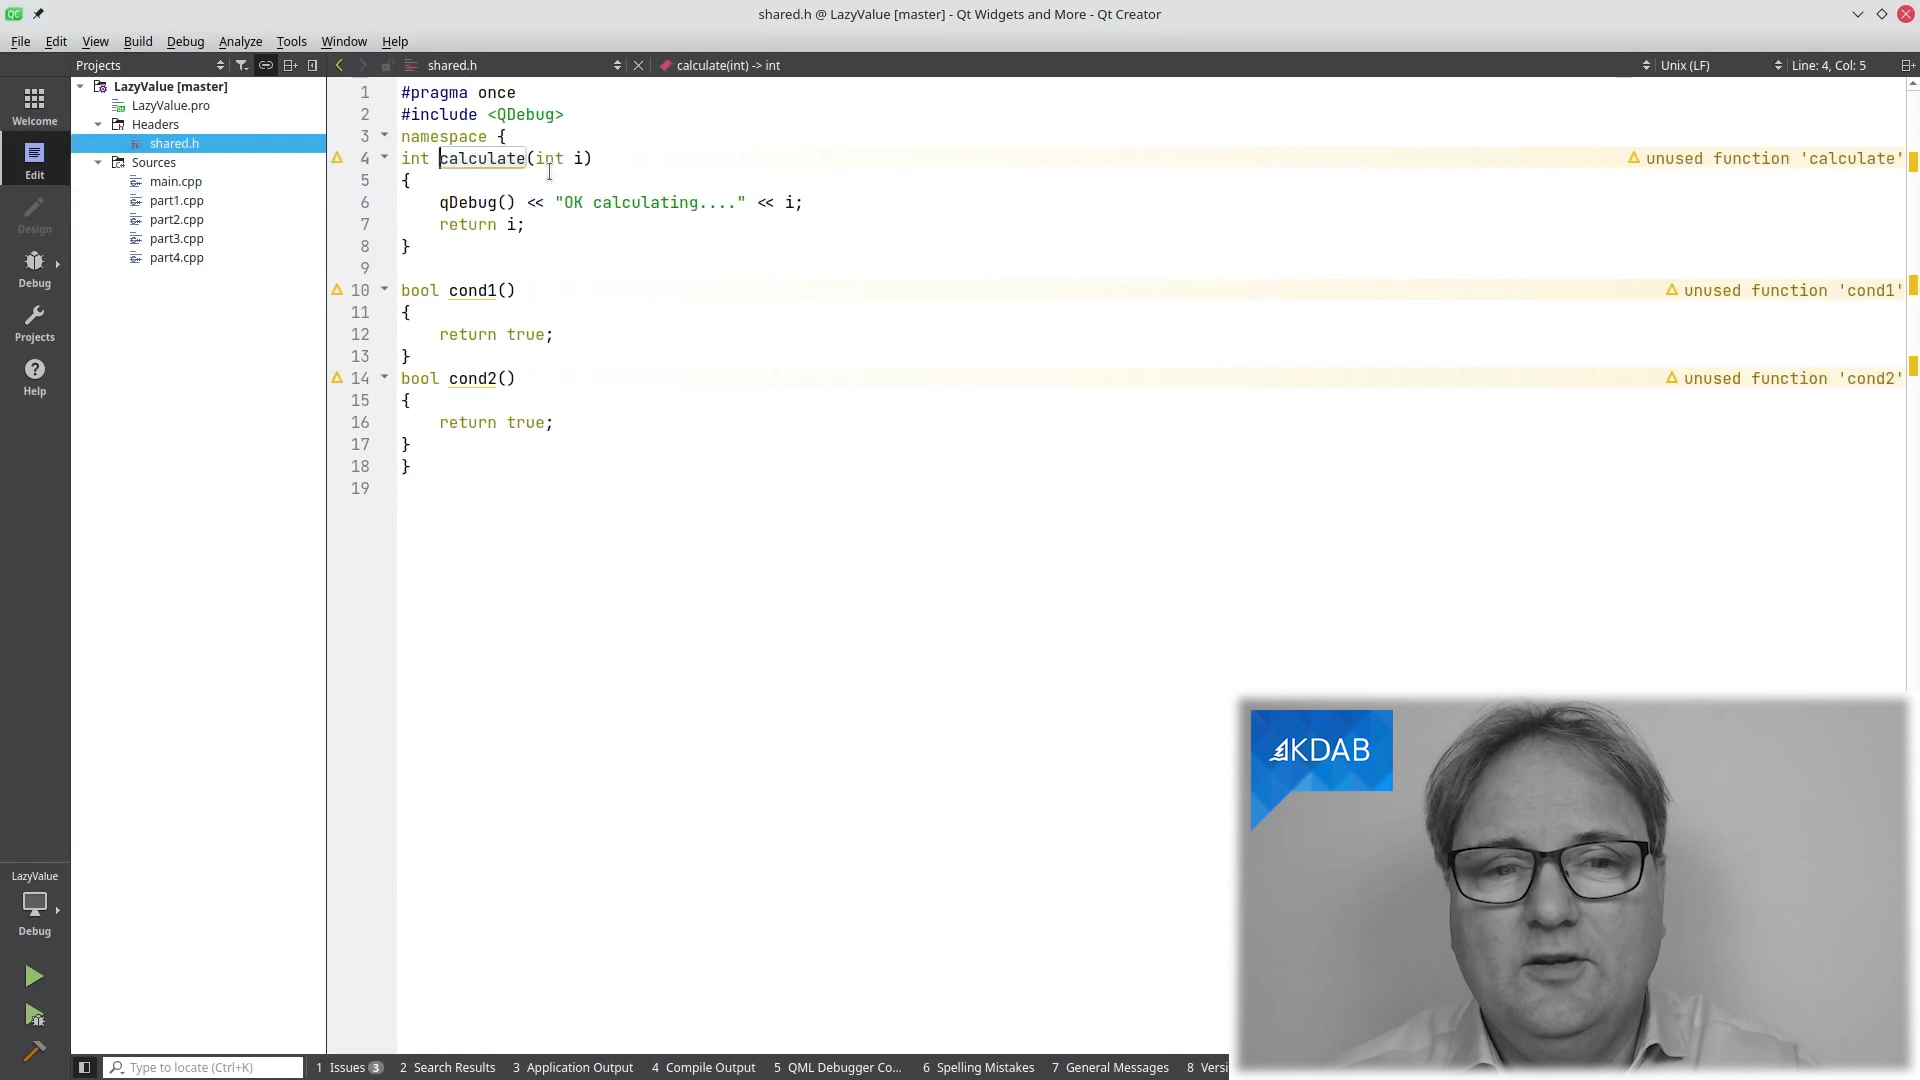 shared.h @ LazyValue [master] - Qt Widgets and More - Qt Creator
File Edit View Build Debug Analyze Tools Window Help
Projects
shared.h
calculate(int) -> int
Unix (LF)
Line: 4, Col: 5
Welcome
Edit
Design
Debug
Projects
Help
LazyValue
Debug
LazyValue [master]
LazyValue.pro
Headers
shared.h
Sources
main.cpp
part1.cpp
part2.cpp
part3.cpp
part4.cpp
1 #pragma once
2 #include <QDebug>
3 namespace {
4 int calculate(int i) unused function 'calculate'
5 {
6 qDebug() << "OK calculating...." << i;
7 return i;
8 }
9
10 bool cond1() unused function 'cond1'
11 {
12 return true;
13 }
14 bool cond2() unused function 'cond2'
15 {
16 return true;
17 }
18 }
19
KDAB
Type to locate (Ctrl+K) 1 Issues 3 2 Search Results 3 Application Output 4 Compile Output 5 QML Debugger Co... 6 Spelling Mistakes 7 General Messages 8 Versi